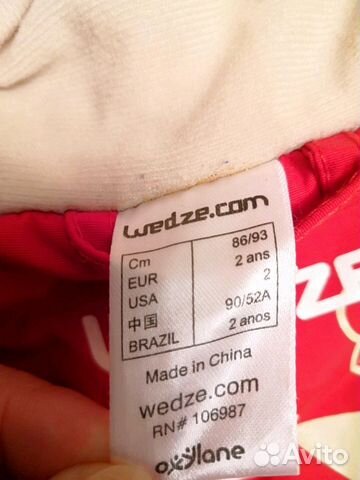 wedze.com
Cm 86/93
EUR 2 ans
USA 2
中国 90/52A
BRAZIL 2 anos
Made in China
wedze.com
RN# 106987
oxylane
ZE
Avito